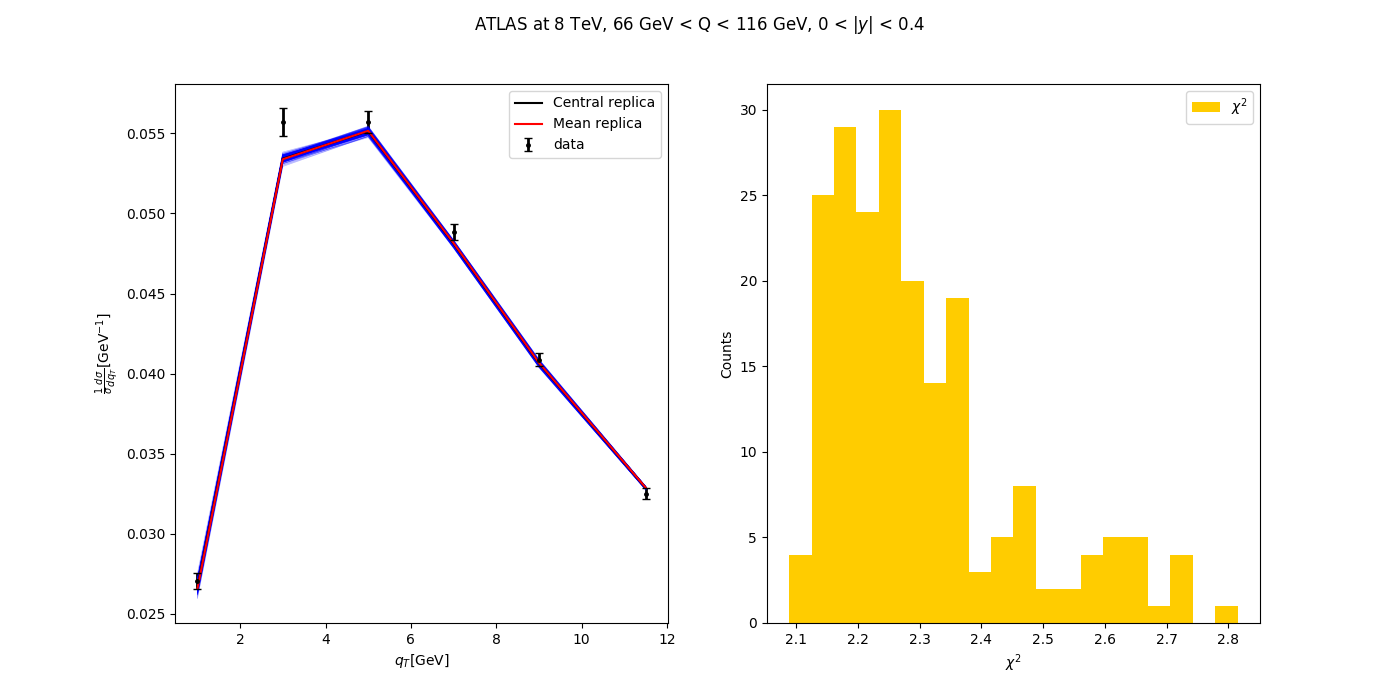 ATLAS at 8 TeV, 66 GeV < Q < 116 GeV, 0 < |y| < 0.4
Central replica
Mean replica
data
0.055
0.050
0.045
0.040
0.035
0.030
0.025
1/σ dσ/dq_T [GeV⁻¹]
2 4 6 8 10 12
q_T[GeV]
χ²
30
25
20
15
10
5
0
Counts
2.1 2.2 2.3 2.4 2.5 2.6 2.7 2.8
χ²